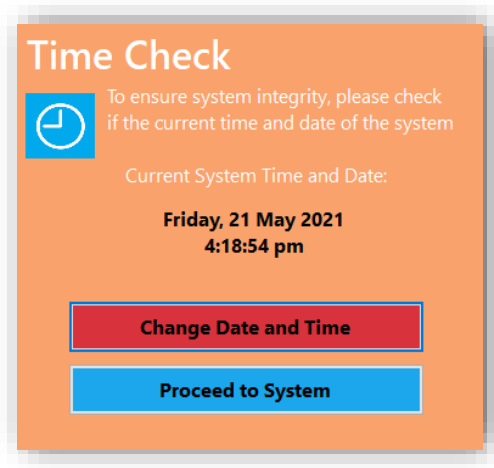 Time Check
To ensure system integrity, please check
if the current time and date of the system
Current System Time and Date:
Friday, 21 May 2021
4:18:54 pm
Change Date and Time
Proceed to System